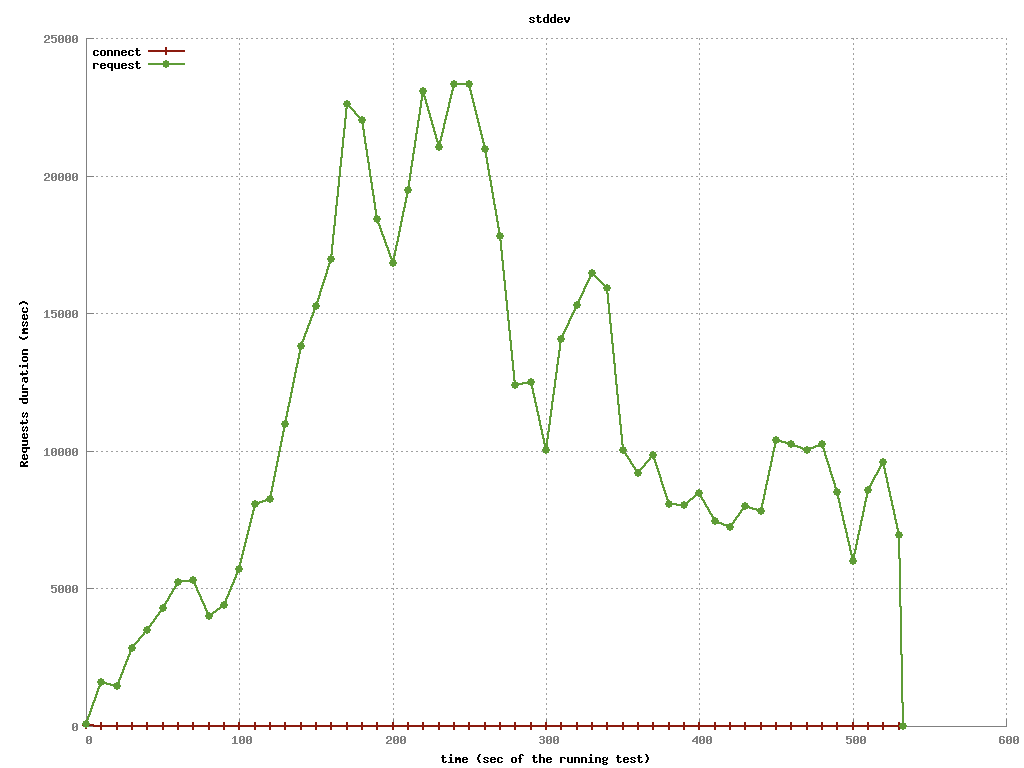 stddev
25000
connect
request
20000
15000
Requests duration (msec)
10000
5000
0
0 100 200 300 400 500 600
time (sec of the running test)